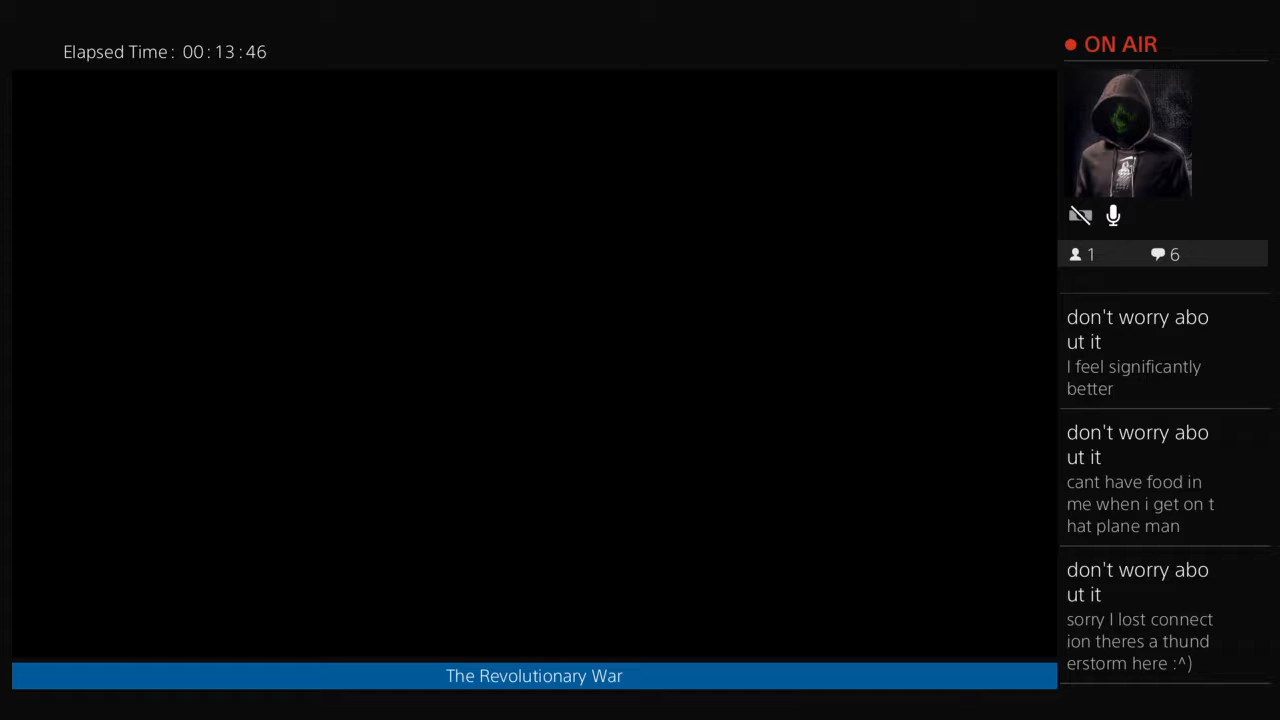 Elapsed Time: 00:13:46
ON AIR
1
6
don't worry abo
ut it
I feel significantly
better
don't worry abo
ut it
cant have food in
me when i get on t
hat plane man
don't worry abo
ut it
sorry I lost connect
ion theres a thund
erstorm here :^)
The Revolutionary War